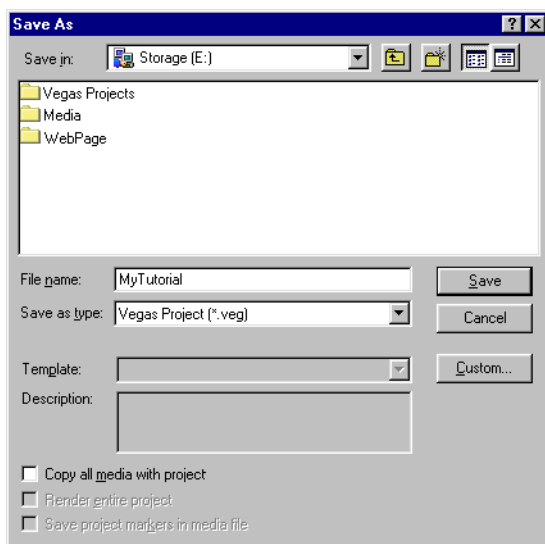 Save As
Save in: Storage (E:)
Vegas Projects
Media
WebPage
File name: MyTutorial Save
Save as type: Vegas Project (*.veg) Cancel
Template: Custom...
Description:
Copy all media with project
Render entire project
Save project markers in media file